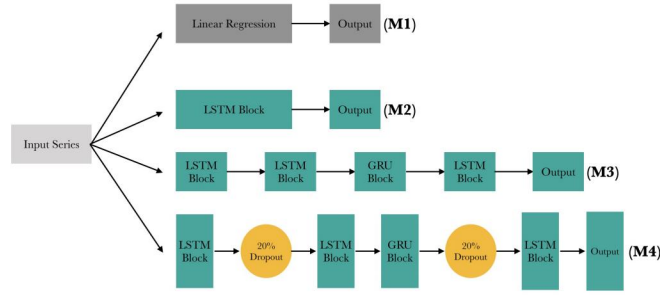 Linear Regression
Output
(M1)
LSTM Block
Output
(M2)
Input Series
LSTM
Block
LSTM
Block
GRU
Block
LSTM
Block
Output
(M3)
LSTM
Block
20%
Dropout
LSTM
Block
GRU
Block
20%
Dropout
LSTM
Block
Output
(M4)